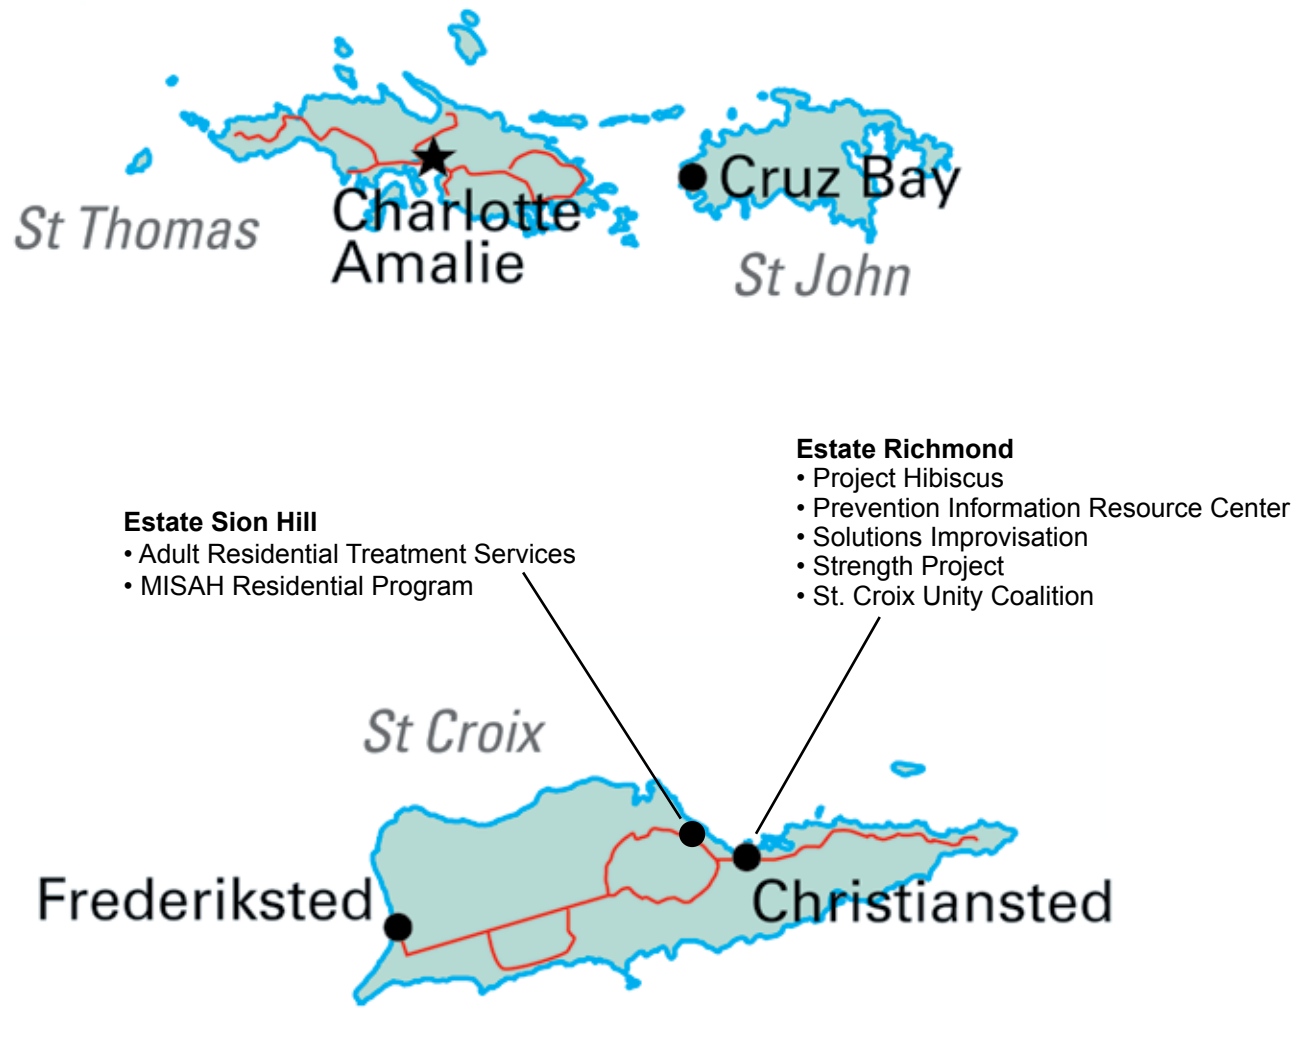 Cruz Bay
Charlotte
Amalie
St Thomas
St John
Estate Richmond
• Project Hibiscus
• Prevention Information Resource Center
• Solutions Improvisation
• Strength Project
• St. Croix Unity Coalition
Estate Sion Hill
• Adult Residential Treatment Services
• MISAH Residential Program
St Croix
Frederiksted
Christiansted